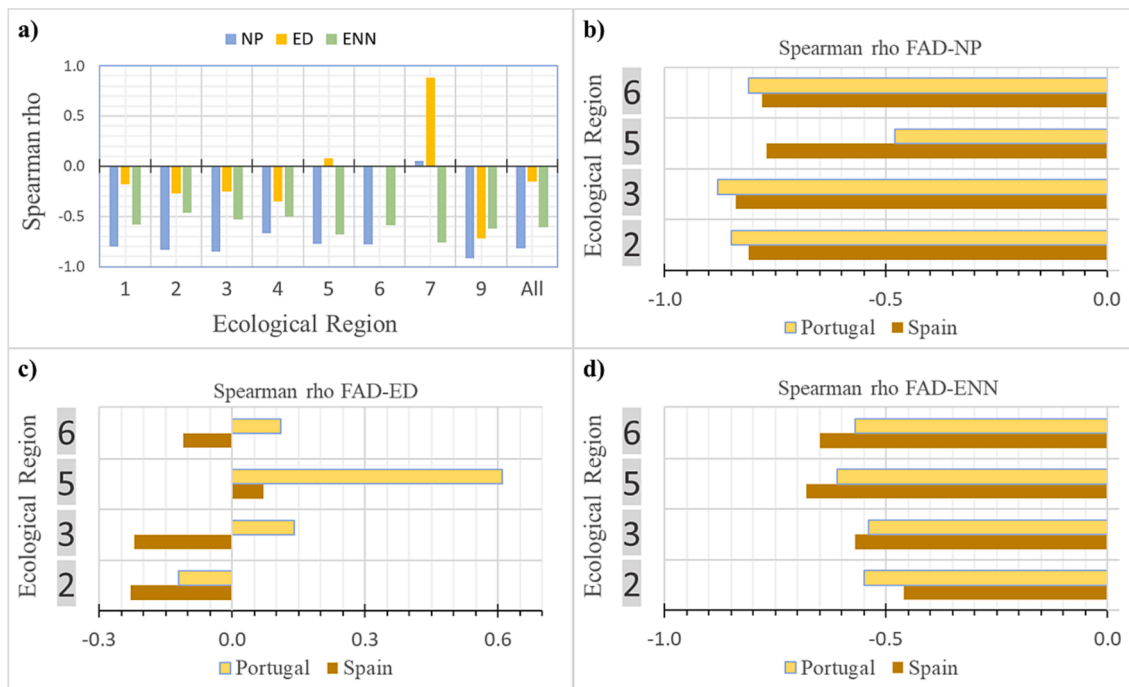 a)
NP ED ENN
Spearman rho
1.0
0.5
0.0
-0.5
-1.0
1 2 3 4 5 6 7 9 All
Ecological Region
b)
Spearman rho FAD-NP
Ecological Region
6
5
3
2
-1.0 -0.5 0.0
Portugal Spain
c)
Spearman rho FAD-ED
Ecological Region
6
5
3
2
-0.3 0.0 0.3 0.6
Portugal Spain
d)
Spearman rho FAD-ENN
Ecological Region
6
5
3
2
-1.0 -0.5 0.0
Portugal Spain